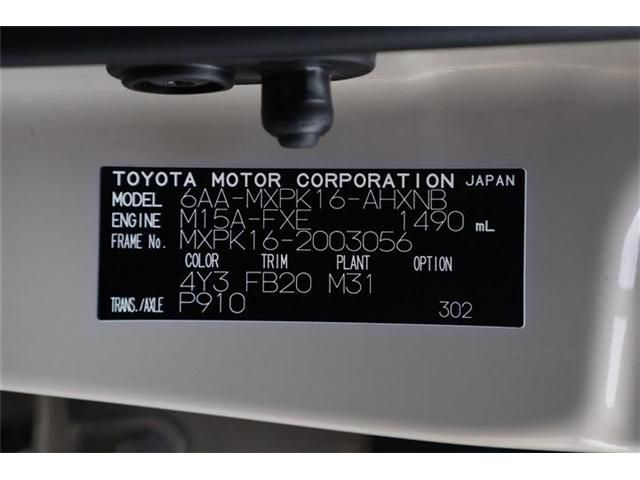 TOYOTA MOTOR CORPORATION JAPAN
MODEL 6AA-MXPK16-AHXNB
ENGINE M15A-FXE 1490 mL
FRAME No. MXPK16-2003056
COLOR TRIM PLANT OPTION
4Y3 FB20 M31
TRANS./AXLE P910 302